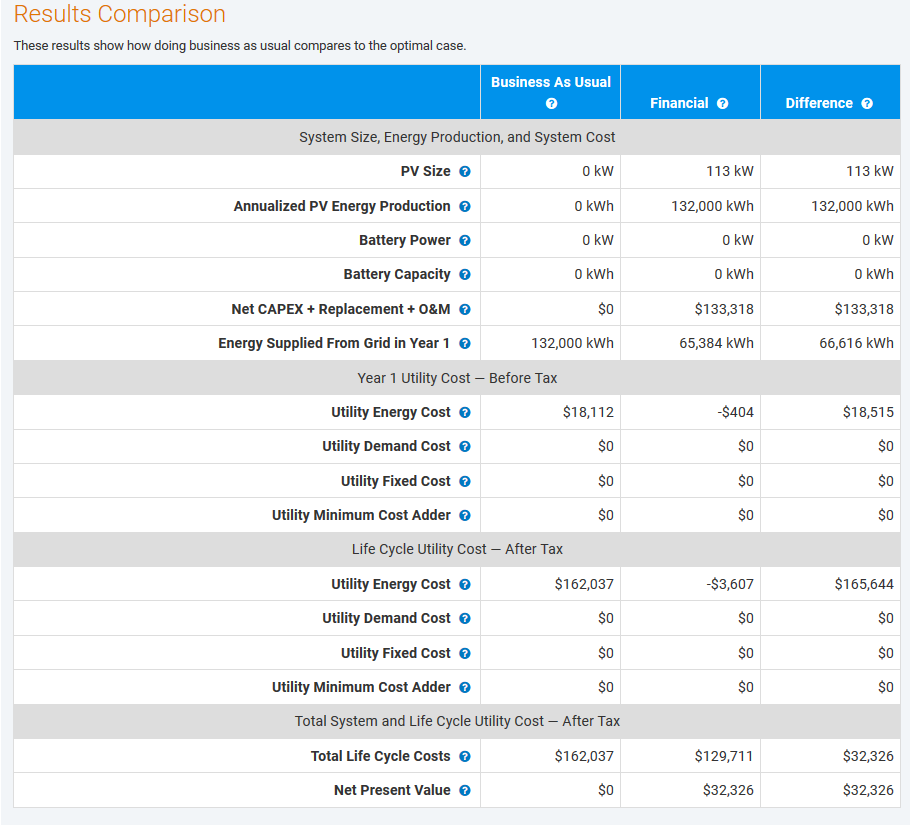 Results Comparison
These results show how doing business as usual compares to the optimal case.
Business As Usual ? Financial ? Difference ?
System Size, Energy Production, and System Cost
PV Size ? 0 kW 113 kW 113 kW
Annualized PV Energy Production ? 0 kWh 132,000 kWh 132,000 kWh
Battery Power ? 0 kW 0 kW 0 kW
Battery Capacity ? 0 kWh 0 kWh 0 kWh
Net CAPEX + Replacement + O&M ? $0 $133,318 $133,318
Energy Supplied From Grid in Year 1 ? 132,000 kWh 65,384 kWh 66,616 kWh
Year 1 Utility Cost — Before Tax
Utility Energy Cost ? $18,112 -$404 $18,515
Utility Demand Cost ? $0 $0 $0
Utility Fixed Cost ? $0 $0 $0
Utility Minimum Cost Adder ? $0 $0 $0
Life Cycle Utility Cost — After Tax
Utility Energy Cost ? $162,037 -$3,607 $165,644
Utility Demand Cost ? $0 $0 $0
Utility Fixed Cost ? $0 $0 $0
Utility Minimum Cost Adder ? $0 $0 $0
Total System and Life Cycle Utility Cost — After Tax
Total Life Cycle Costs ? $162,037 $129,711 $32,326
Net Present Value ? $0 $32,326 $32,326